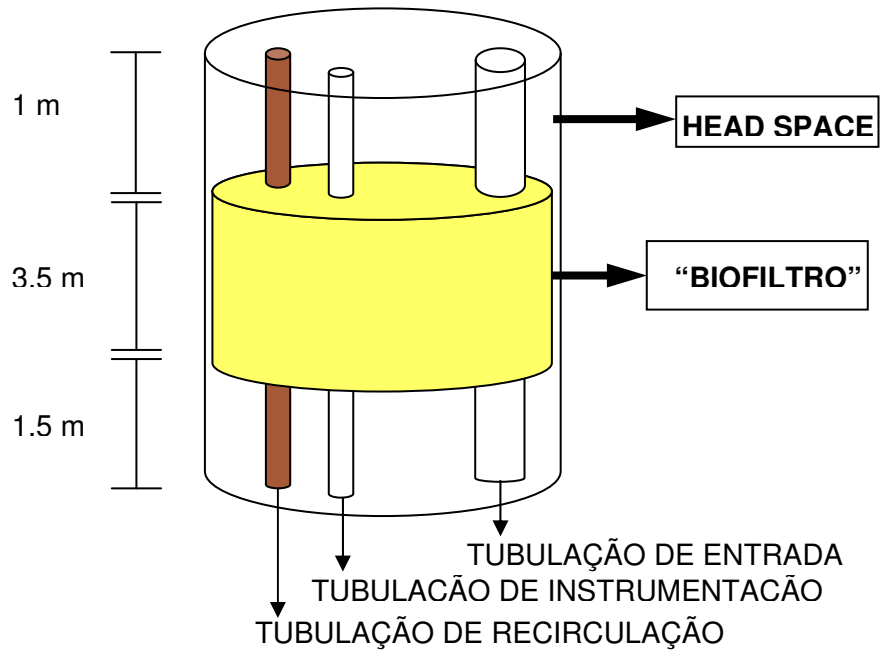 1 m
HEAD SPACE
3.5 m
“BIOFILTRO”
1.5 m
TUBULAÇÃO DE ENTRADA
TUBULACÃO DE INSTRUMENTACÃO
TUBULAÇÃO DE RECIRCULAÇÃO